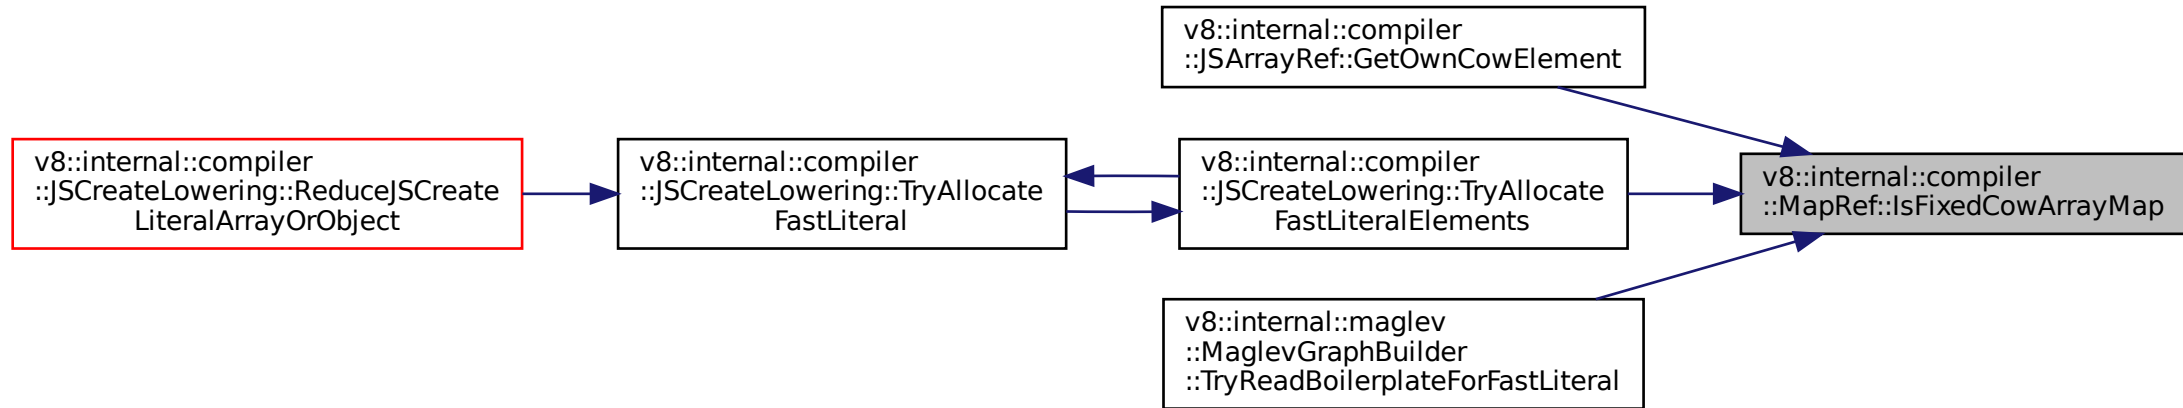 v8::internal::compiler
::JSArrayRef::GetOwnCowElement
v8::internal::compiler
::JSCreateLowering::ReduceJSCreate
LiteralArrayOrObject
v8::internal::compiler
::JSCreateLowering::TryAllocate
FastLiteral
v8::internal::compiler
::JSCreateLowering::TryAllocate
FastLiteralElements
v8::internal::compiler
::MapRef::IsFixedCowArrayMap
v8::internal::maglev
::MaglevGraphBuilder
::TryReadBoilerplateForFastLiteral